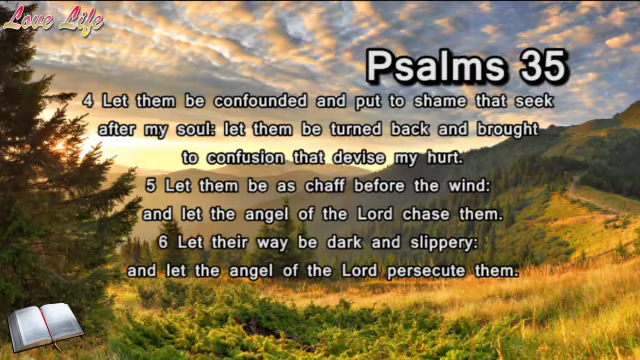 Love Life
Psalms 35
4 Let them be confounded and put to shame that seek
after my soul: let them be turned back and brought
to confusion that devise my hurt.
5 Let them be as chaff before the wind:
and let the angel of the Lord chase them.
6 Let their way be dark and slippery:
and let the angel of the Lord persecute them.